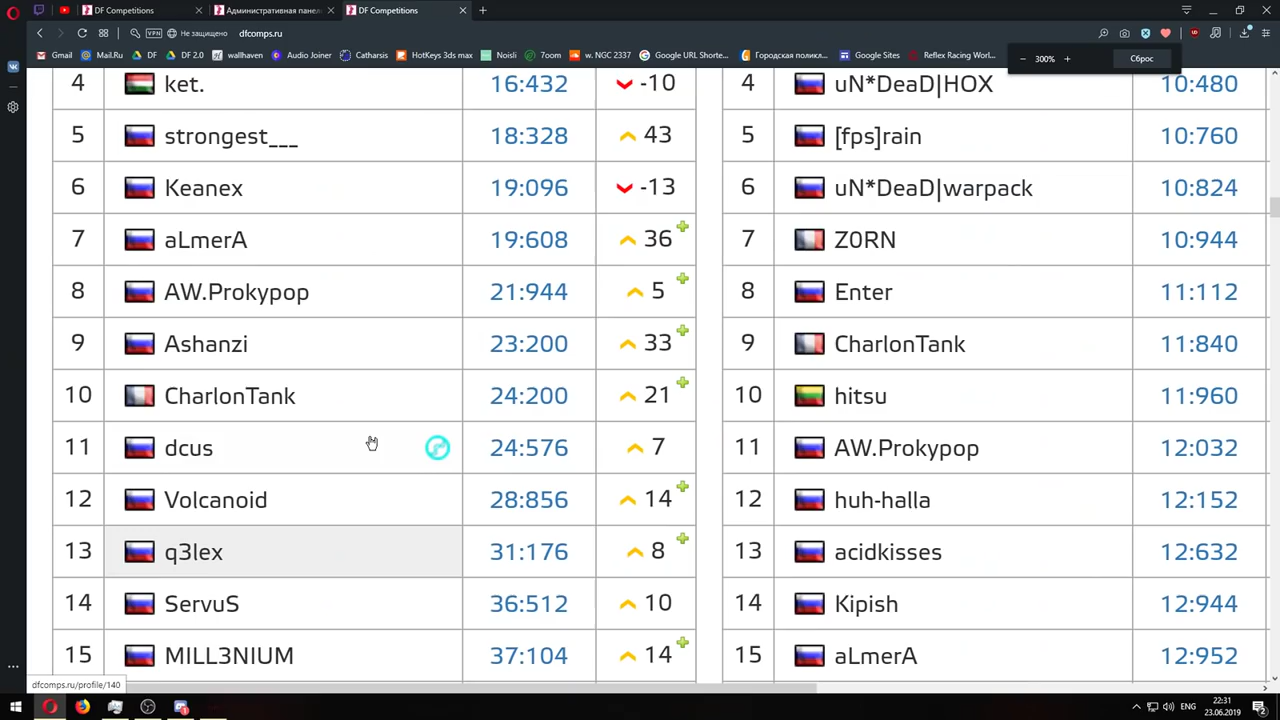 DF Competitions
Административная панел
DF Competitions
VPN
Не защищено
dfcomps.ru
Gmail
Mail.Ru
DF
DF 2.0
wallhaven
Audio Joiner
Catharsis
HotKeys 3ds max
Noisli
7oom
w. NGC 2337
Google URL Shorte...
Городская поликa...
Google Sites
Reflex Racing Worl...
300%
Сброс
4 ket. 16:432 -10
5 strongest___ 18:328 43
6 Keanex 19:096 -13
7 aLmerA 19:608 36
8 AW.Prokypop 21:944 5
9 Ashanzi 23:200 33
10 CharlonTank 24:200 21
11 dcus 24:576 7
12 Volcanoid 28:856 14
13 q3lex 31:176 8
14 ServuS 36:512 10
15 MILL3NIUM 37:104 14
4 uN*DeaD|HOX 10:480
5 [fps]rain 10:760
6 uN*DeaD|warpack 10:824
7 Z0RN 10:944
8 Enter 11:112
9 CharlonTank 11:840
10 hitsu 11:960
11 AW.Prokypop 12:032
12 huh-halla 12:152
13 acidkisses 12:632
14 Kipish 12:944
15 aLmerA 12:952
dfcomps.ru/profile/140
ENG
22:31
23.06.2019
2